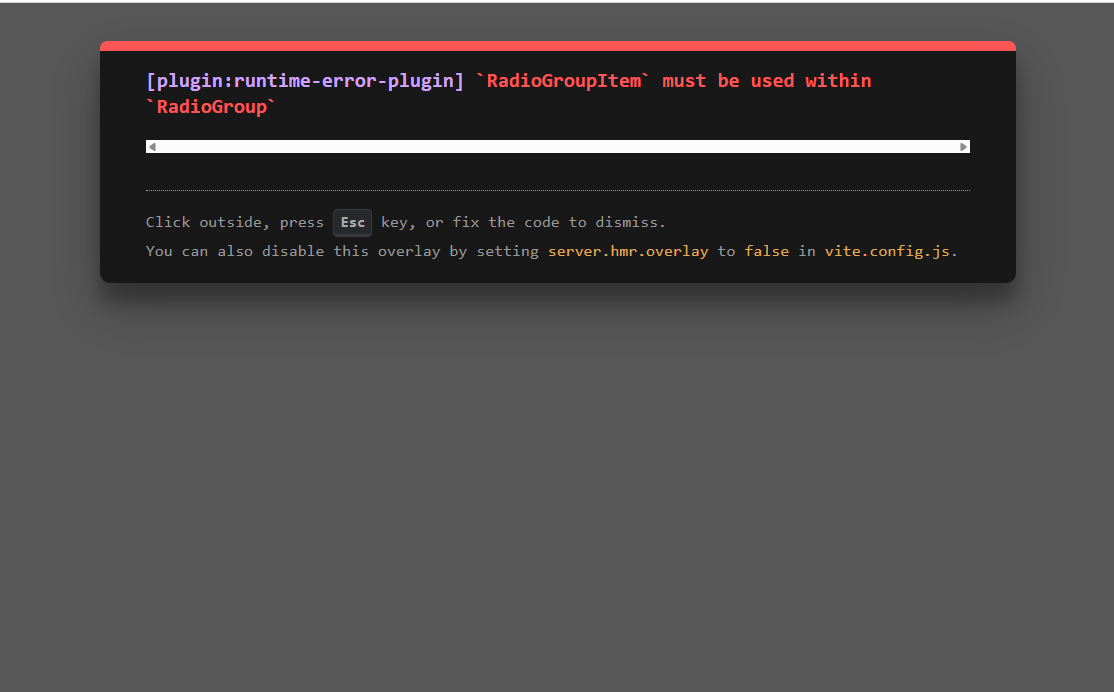 [plugin:runtime-error-plugin] `RadioGroupItem` must be used within
`RadioGroup`
Click outside, press Esc key, or fix the code to dismiss.
You can also disable this overlay by setting server.hmr.overlay to false in vite.config.js.